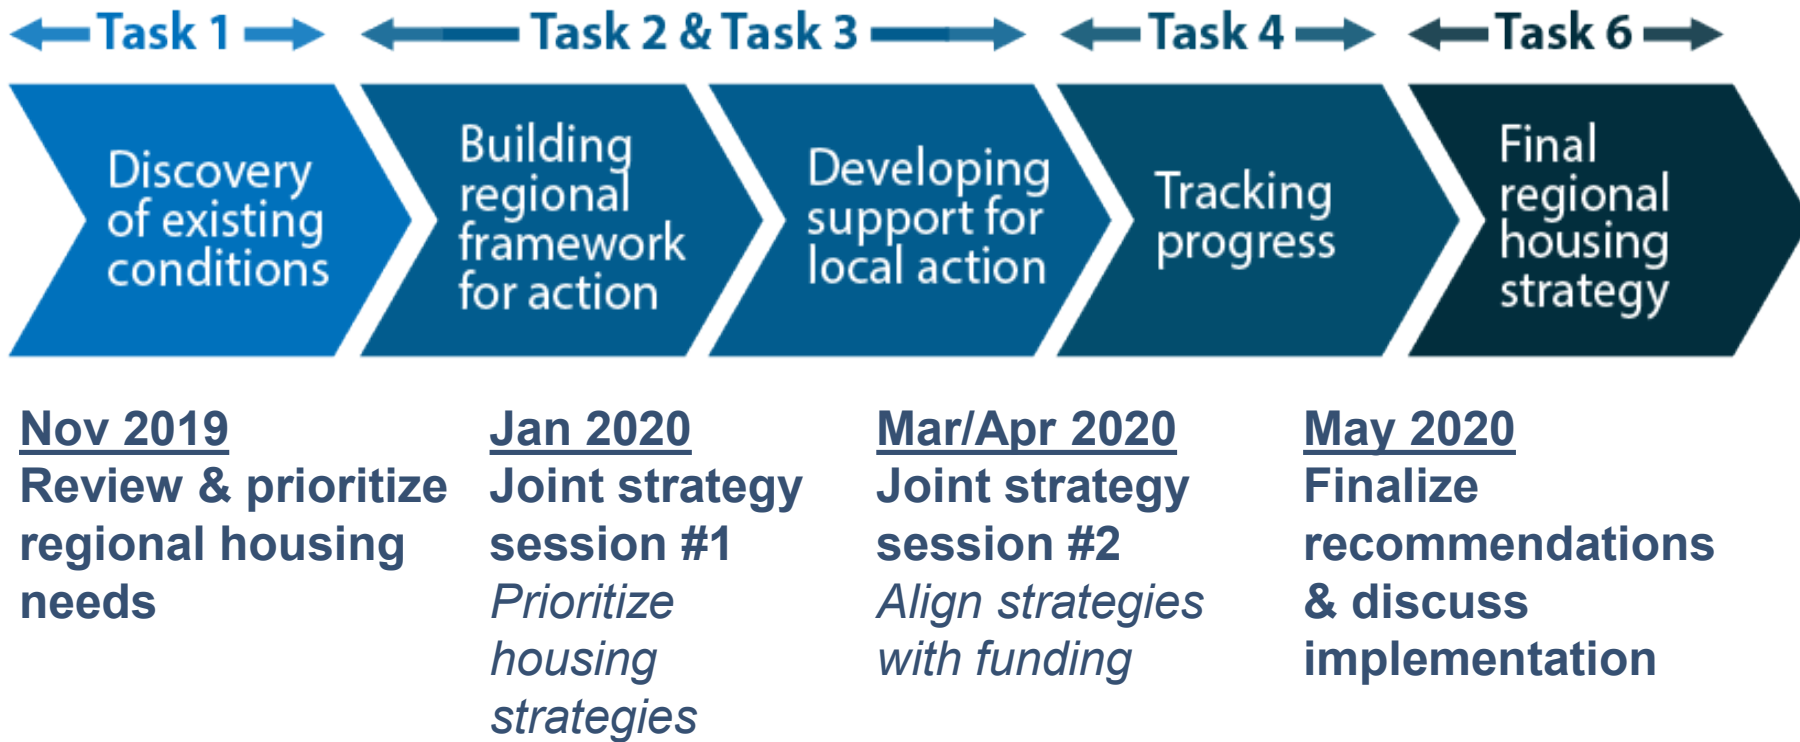 Task 1
Task 2 & Task 3
Task 4
Task 6
Discovery
of existing
conditions
Building
regional
framework
for action
Developing
support for
local action
Tracking
progress
Final
regional
housing
strategy
Nov 2019
Review & prioritize
regional housing
needs
Jan 2020
Joint strategy
session #1
Prioritize
housing
strategies
Mar/Apr 2020
Joint strategy
session #2
Align strategies
with funding
May 2020
Finalize
recommendations
& discuss
implementation